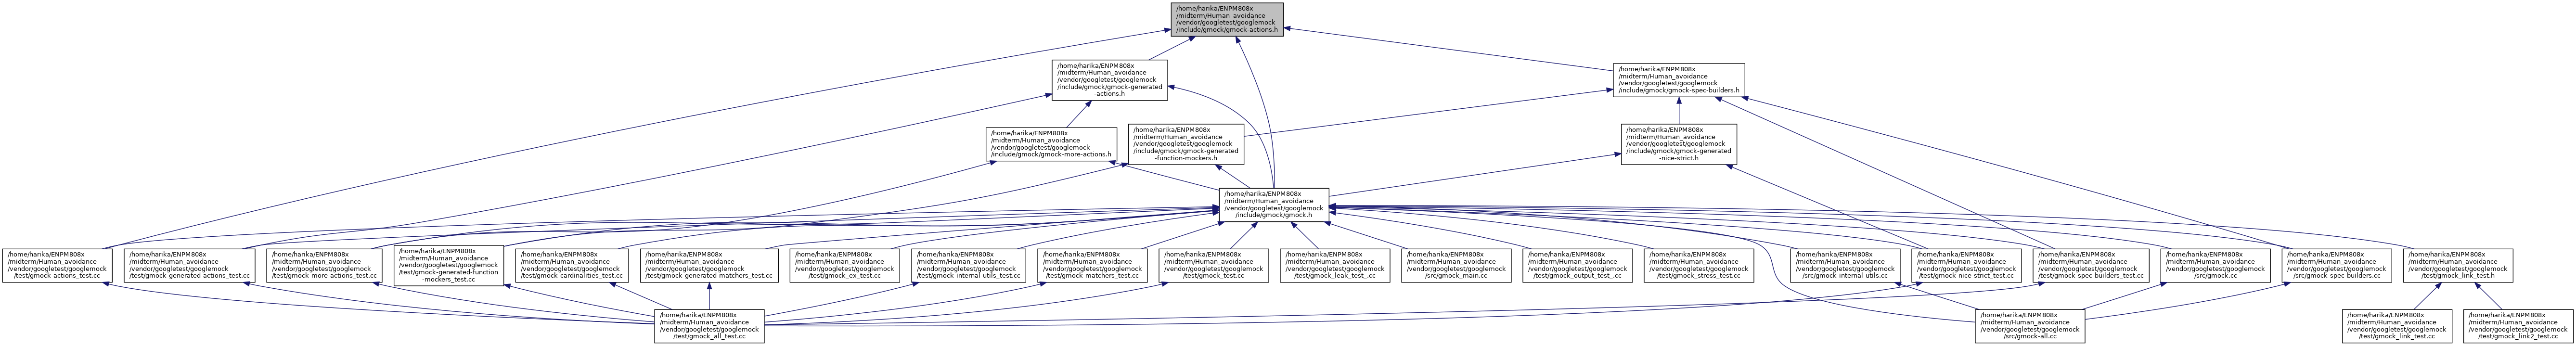 /home/harika/ENPM808x
/midterm/Human_avoidance
/vendor/googletest/googlemock
/include/gmock/gmock-actions.h
/home/harika/ENPM808x
/midterm/Human_avoidance
/vendor/googletest/googlemock
/include/gmock/gmock-generated
-actions.h
/home/harika/ENPM808x
/midterm/Human_avoidance
/vendor/googletest/googlemock
/include/gmock/gmock-spec-builders.h
/home/harika/ENPM808x
/midterm/Human_avoidance
/vendor/googletest/googlemock
/include/gmock/gmock-more-actions.h
/home/harika/ENPM808x
/midterm/Human_avoidance
/vendor/googletest/googlemock
/include/gmock/gmock-generated
-function-mockers.h
/home/harika/ENPM808x
/midterm/Human_avoidance
/vendor/googletest/googlemock
/include/gmock/gmock-generated
-nice-strict.h
/home/harika/ENPM808x
/midterm/Human_avoidance
/vendor/googletest/googlemock
/include/gmock/gmock.h
/home/harika/ENPM808x
/midterm/Human_avoidance
/vendor/googletest/googlemock
/test/gmock-actions_test.cc
/home/harika/ENPM808x
/midterm/Human_avoidance
/vendor/googletest/googlemock
/test/gmock-generated-actions_test.cc
/home/harika/ENPM808x
/midterm/Human_avoidance
/vendor/googletest/googlemock
/test/gmock-more-actions_test.cc
/home/harika/ENPM808x
/midterm/Human_avoidance
/vendor/googletest/googlemock
/test/gmock-generated-function
-mockers_test.cc
/home/harika/ENPM808x
/midterm/Human_avoidance
/vendor/googletest/googlemock
/test/gmock-cardinalities_test.cc
/home/harika/ENPM808x
/midterm/Human_avoidance
/vendor/googletest/googlemock
/test/gmock-generated-matchers_test.cc
/home/harika/ENPM808x
/midterm/Human_avoidance
/vendor/googletest/googlemock
/test/gmock_ex_test.cc
/home/harika/ENPM808x
/midterm/Human_avoidance
/vendor/googletest/googlemock
/test/gmock-internal-utils_test.cc
/home/harika/ENPM808x
/midterm/Human_avoidance
/vendor/googletest/googlemock
/test/gmock-matchers_test.cc
/home/harika/ENPM808x
/midterm/Human_avoidance
/vendor/googletest/googlemock
/test/gmock_test.cc
/home/harika/ENPM808x
/midterm/Human_avoidance
/vendor/googletest/googlemock
/test/gmock_leak_test_.cc
/home/harika/ENPM808x
/midterm/Human_avoidance
/vendor/googletest/googlemock
/src/gmock_main.cc
/home/harika/ENPM808x
/midterm/Human_avoidance
/vendor/googletest/googlemock
/test/gmock_output_test_.cc
/home/harika/ENPM808x
/midterm/Human_avoidance
/vendor/googletest/googlemock
/test/gmock_stress_test.cc
/home/harika/ENPM808x
/midterm/Human_avoidance
/vendor/googletest/googlemock
/src/gmock-internal-utils.cc
/home/harika/ENPM808x
/midterm/Human_avoidance
/vendor/googletest/googlemock
/test/gmock-nice-strict_test.cc
/home/harika/ENPM808x
/midterm/Human_avoidance
/vendor/googletest/googlemock
/test/gmock-spec-builders_test.cc
/home/harika/ENPM808x
/midterm/Human_avoidance
/vendor/googletest/googlemock
/src/gmock.cc
/home/harika/ENPM808x
/midterm/Human_avoidance
/vendor/googletest/googlemock
/src/gmock-spec-builders.cc
/home/harika/ENPM808x
/midterm/Human_avoidance
/vendor/googletest/googlemock
/test/gmock_link_test.h
/home/harika/ENPM808x
/midterm/Human_avoidance
/vendor/googletest/googlemock
/test/gmock_all_test.cc
/home/harika/ENPM808x
/midterm/Human_avoidance
/vendor/googletest/googlemock
/src/gmock-all.cc
/home/harika/ENPM808x
/midterm/Human_avoidance
/vendor/googletest/googlemock
/test/gmock_link_test.cc
/home/harika/ENPM808x
/midterm/Human_avoidance
/vendor/googletest/googlemock
/test/gmock_link2_test.cc